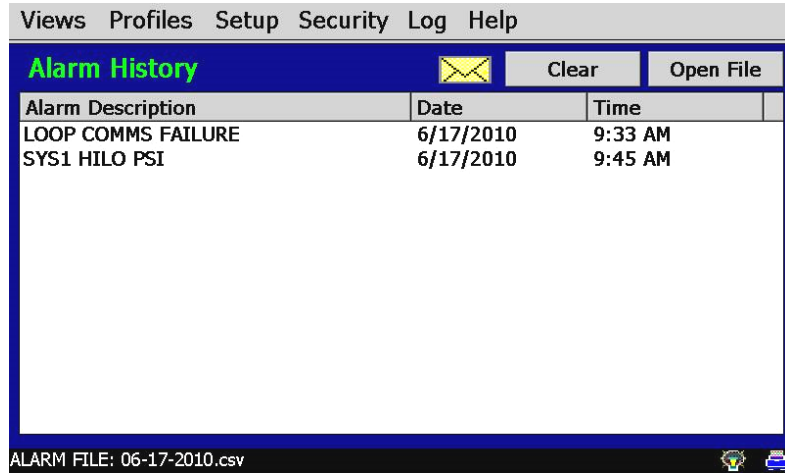 Views Profiles Setup Security Log Help
Alarm History Clear Open File
Alarm Description Date Time
LOOP COMMS FAILURE 6/17/2010 9:33 AM
SYS1 HILO PSI 6/17/2010 9:45 AM
ALARM FILE: 06-17-2010.csv